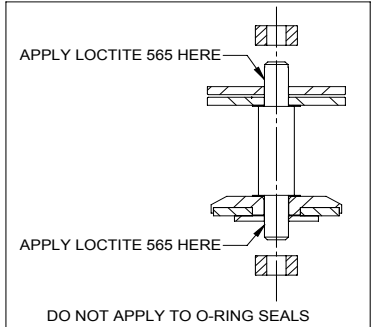 APPLY LOCTITE 565 HERE
APPLY LOCTITE 565 HERE
DO NOT APPLY TO O-RING SEALS